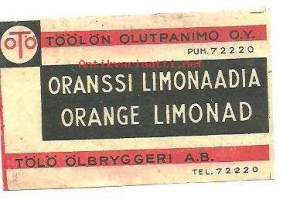 OTO
TÖÖLÖN OLUTPANIMO O.Y.
PUH. 72220
ORANSSI LIMONAADIA
ORANGE LIMONAD
TÖLÖ ÖLBRYGGERI A.B.
TEL. 72220